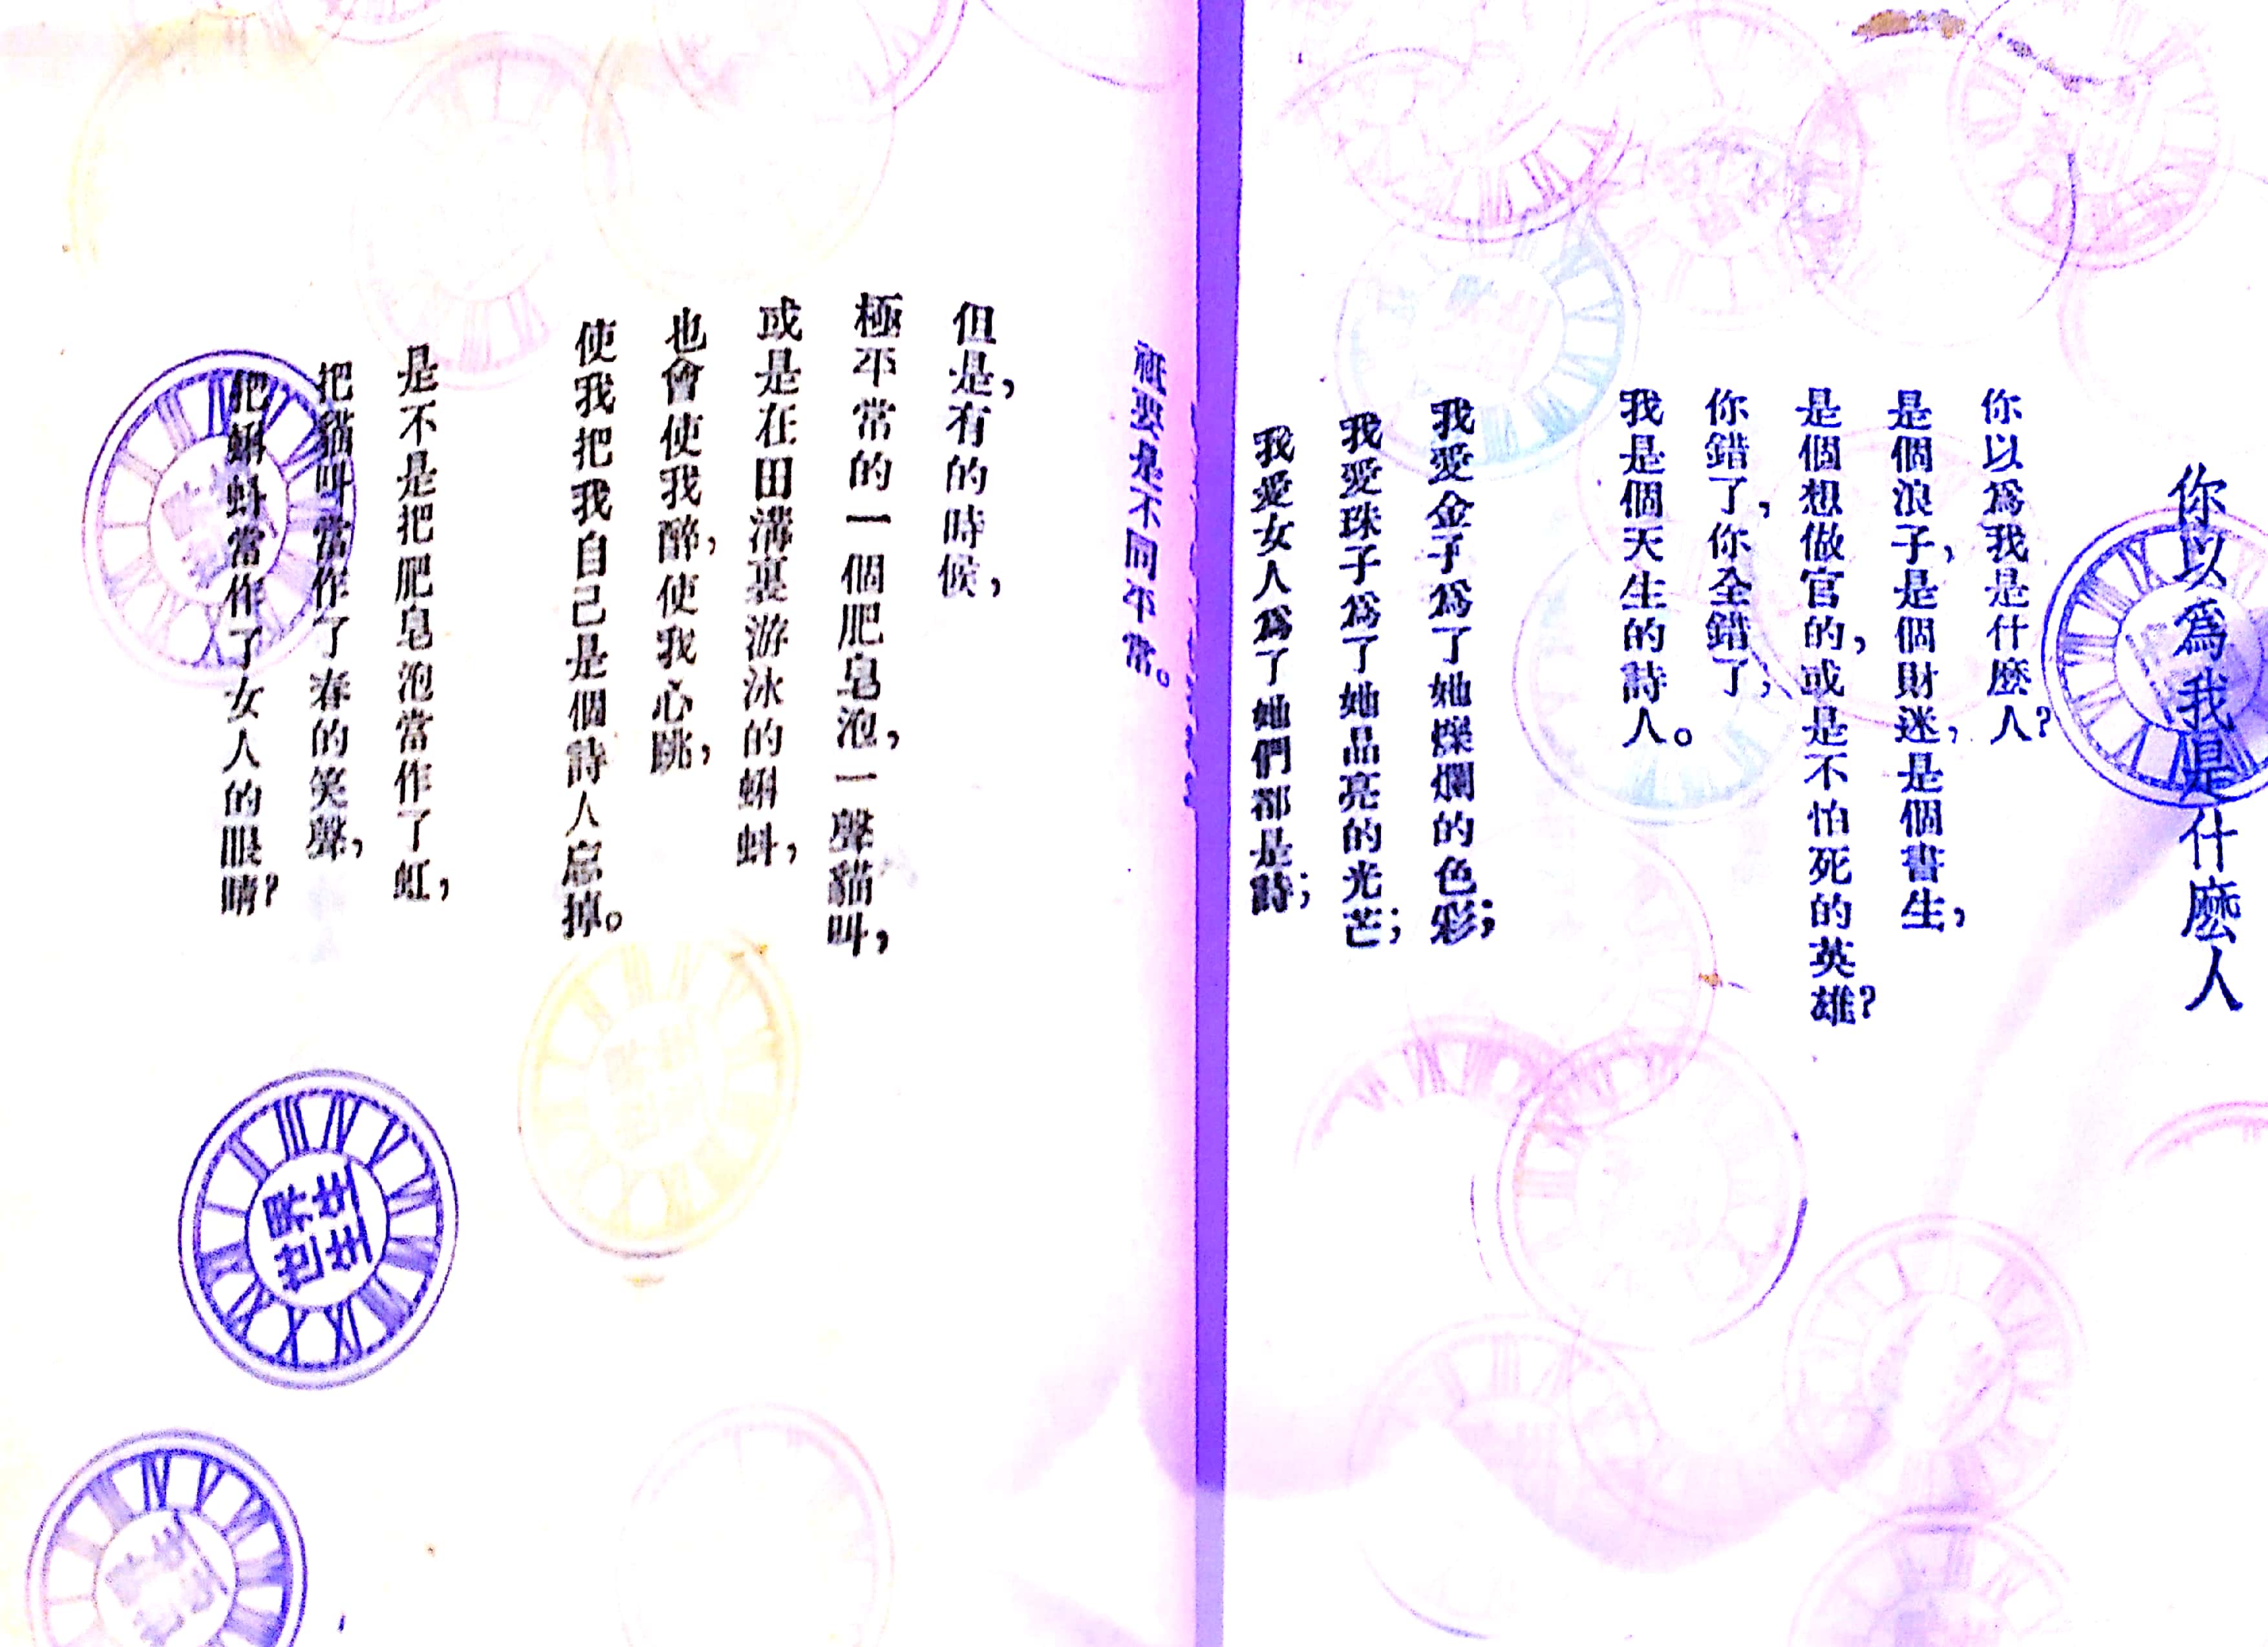 你以爲我是什麼人
你以爲我是什麼人?
是個浪子,是個財迷,是個書生,
是個想做官的,或是不怕死的英雄?
你錯了,你全錯了,
我是個天生的詩人。
我愛金子爲了她燦爛的色彩;
我愛珠子爲了她晶亮的光芒;
我愛女人爲了她們都是詩;
祇要是不同平常。
但是,有的時候,
極平常的一個肥皂泡,一聲貓叫,
或是在田溝裏游泳的蝌蚪,
也會使我醉,使我心跳,
使我把我自己是個詩人忘掉。
是不是把肥皂泡當作了虹,
把貓叫當作了春的笑聲,
把蝌蚪當作了女人的眼睛?
世界
生生